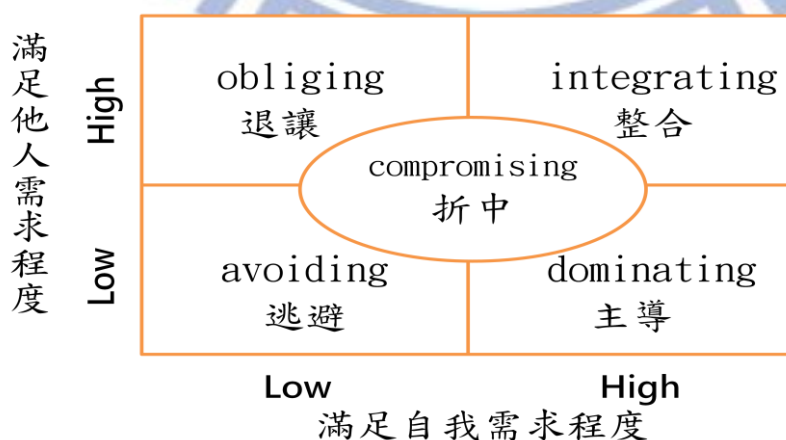 滿足他人需求程度
High
Low
obliging
退讓
integrating
整合
compromising
折中
avoiding
逃避
dominating
主導
Low
High
滿足自我需求程度